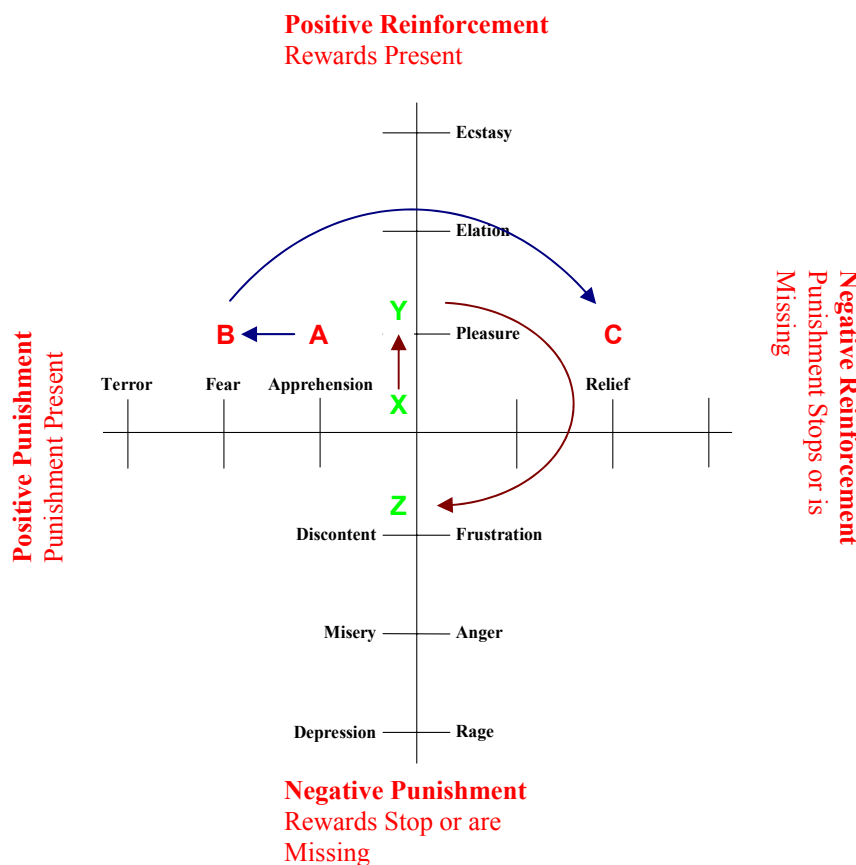 Positive Reinforcement
Rewards Present
Ecstasy
Elation
Y
B
A
Pleasure
C
Terror
Fear
Apprehension
Relief
X
Z
Discontent
Frustration
Misery
Anger
Depression
Rage
Positive Punishment
Punishment Present
Negative Reinforcement
Punishment Stops or is
Missing
Negative Punishment
Rewards Stop or are
Missing